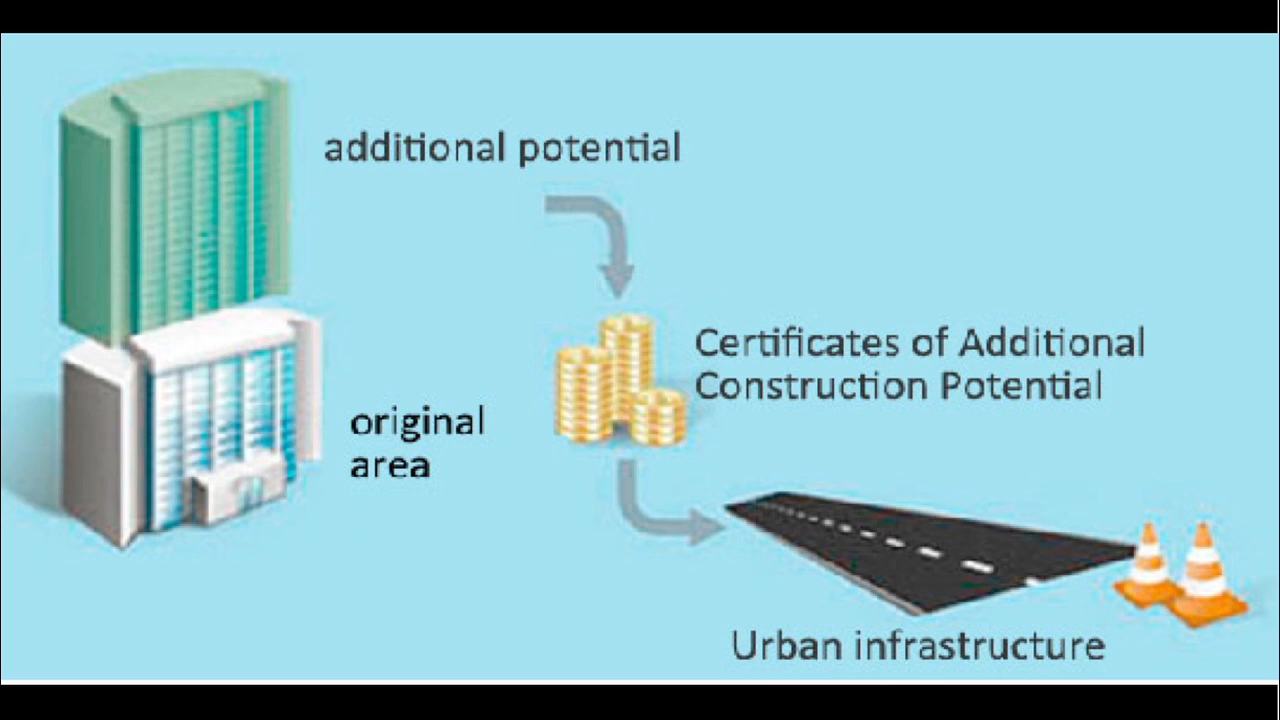 additional potential
Certificates of Additional
Construction Potential
original
area
Urban infrastructure